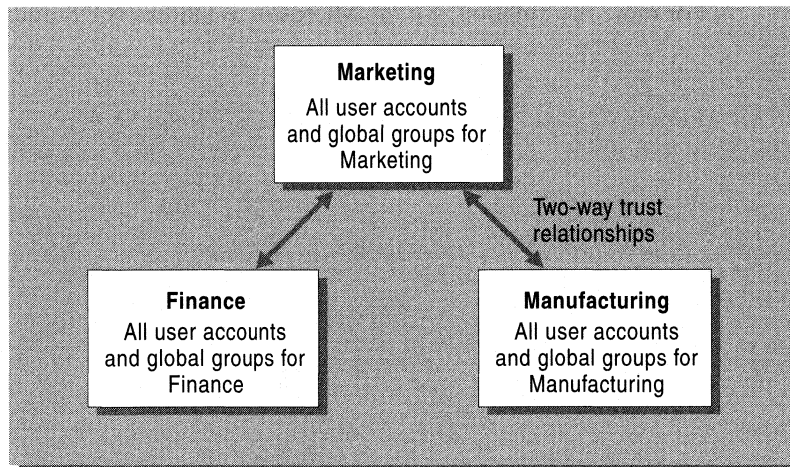 Marketing
All user accounts
and global groups for
Marketing
Two-way trust
relationships
Finance
All user accounts
and global groups for
Finance
Manufacturing
All user accounts
and global groups for
Manufacturing